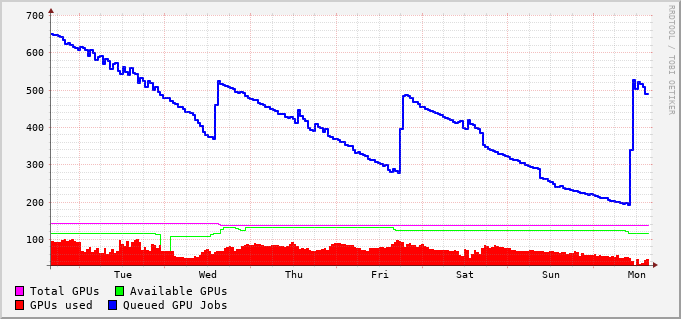 700
600
500
400
300
200
100
Tue Wed Thu Fri Sat Sun Mon
Total GPUs Available GPUs
GPUs used Queued GPU Jobs
RRDTOOL / TOBI OETIKER